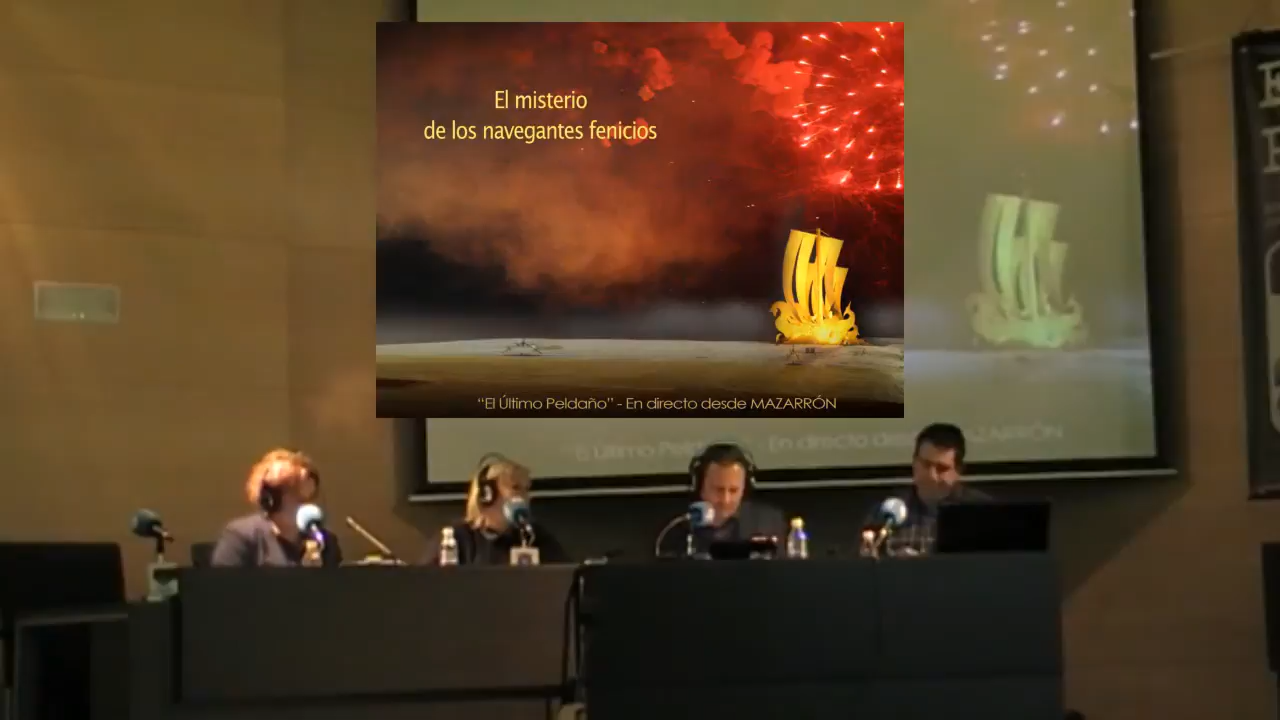 El misterio
de los navegantes fenicios
“El Último Peldaño” - En directo desde MAZARRÓN